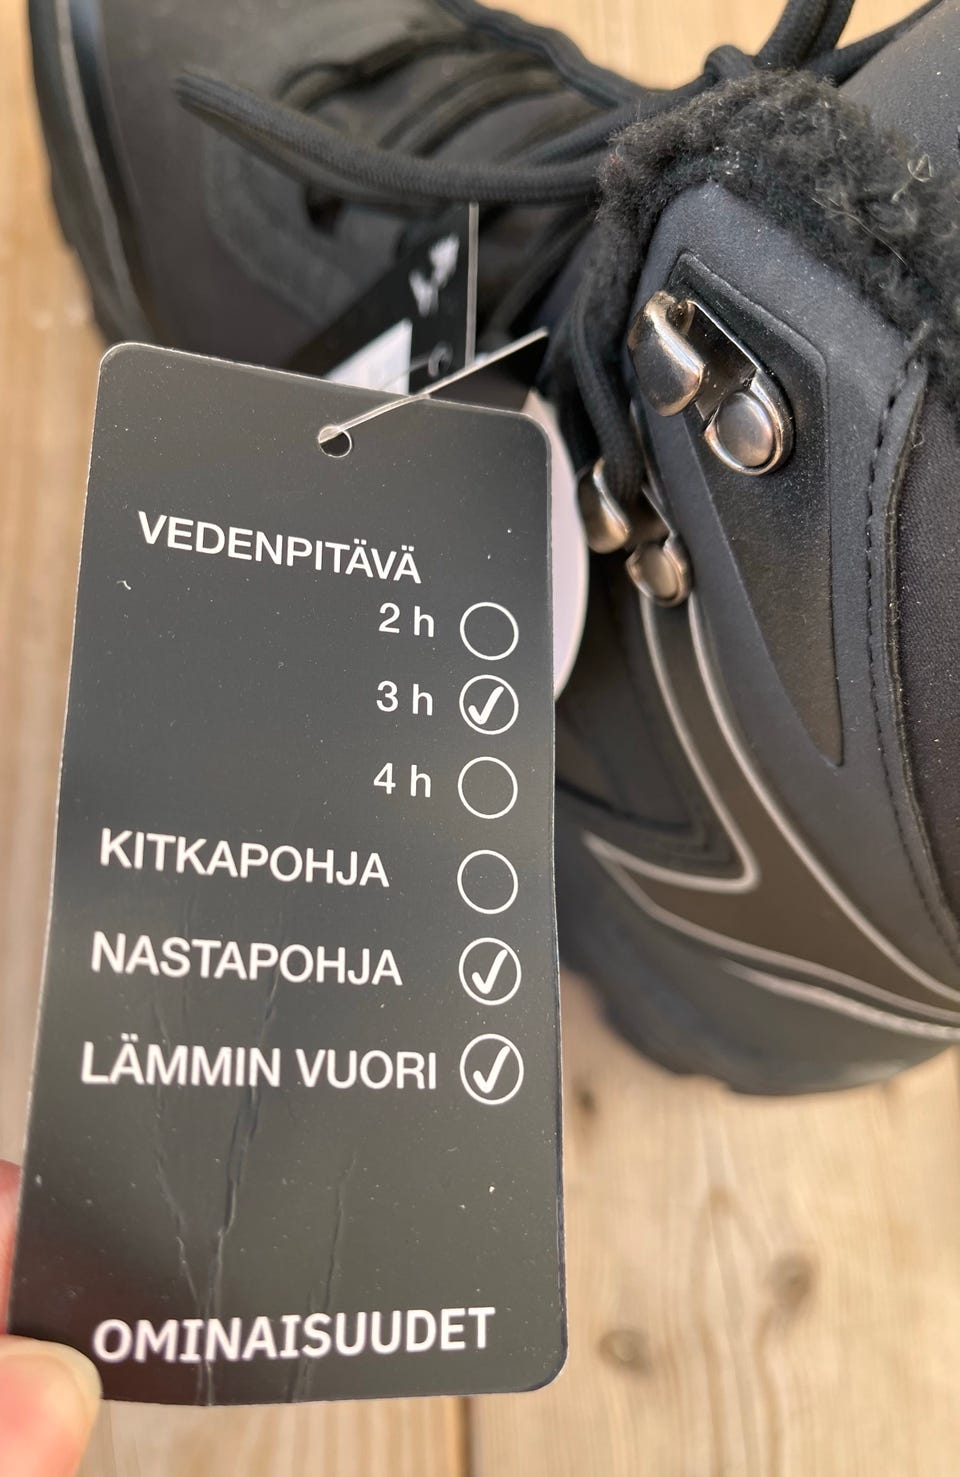 VEDENPITÄVÄ
2 h
3 h ✓
4 h
KITKAPOHJA
NASTAPOHJA ✓
LÄMMIN VUORI ✓
OMINAISUUDET